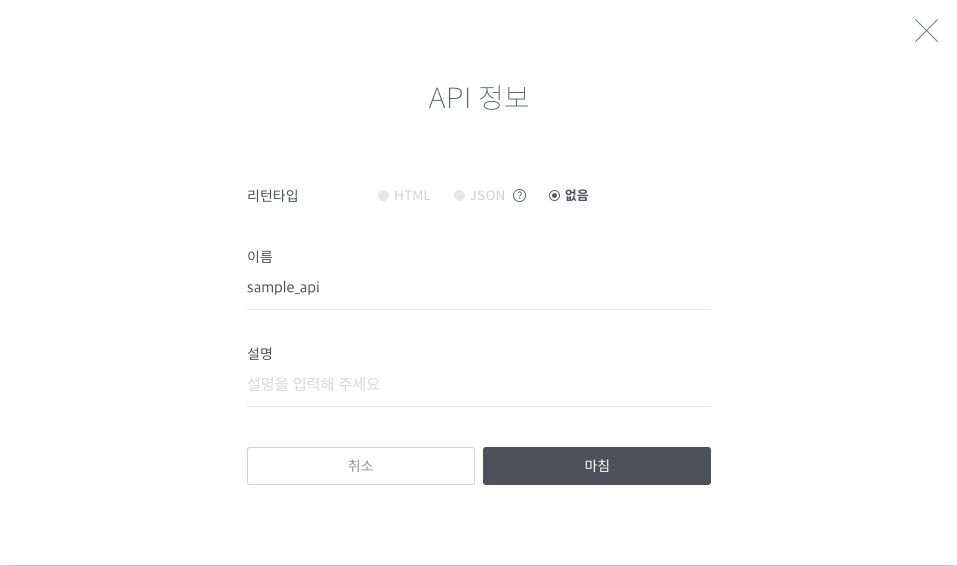 API 정보
리턴타입 HTML JSON ? 없음
이름
sample_api
설명
설명을 입력해 주세요
취소 마침